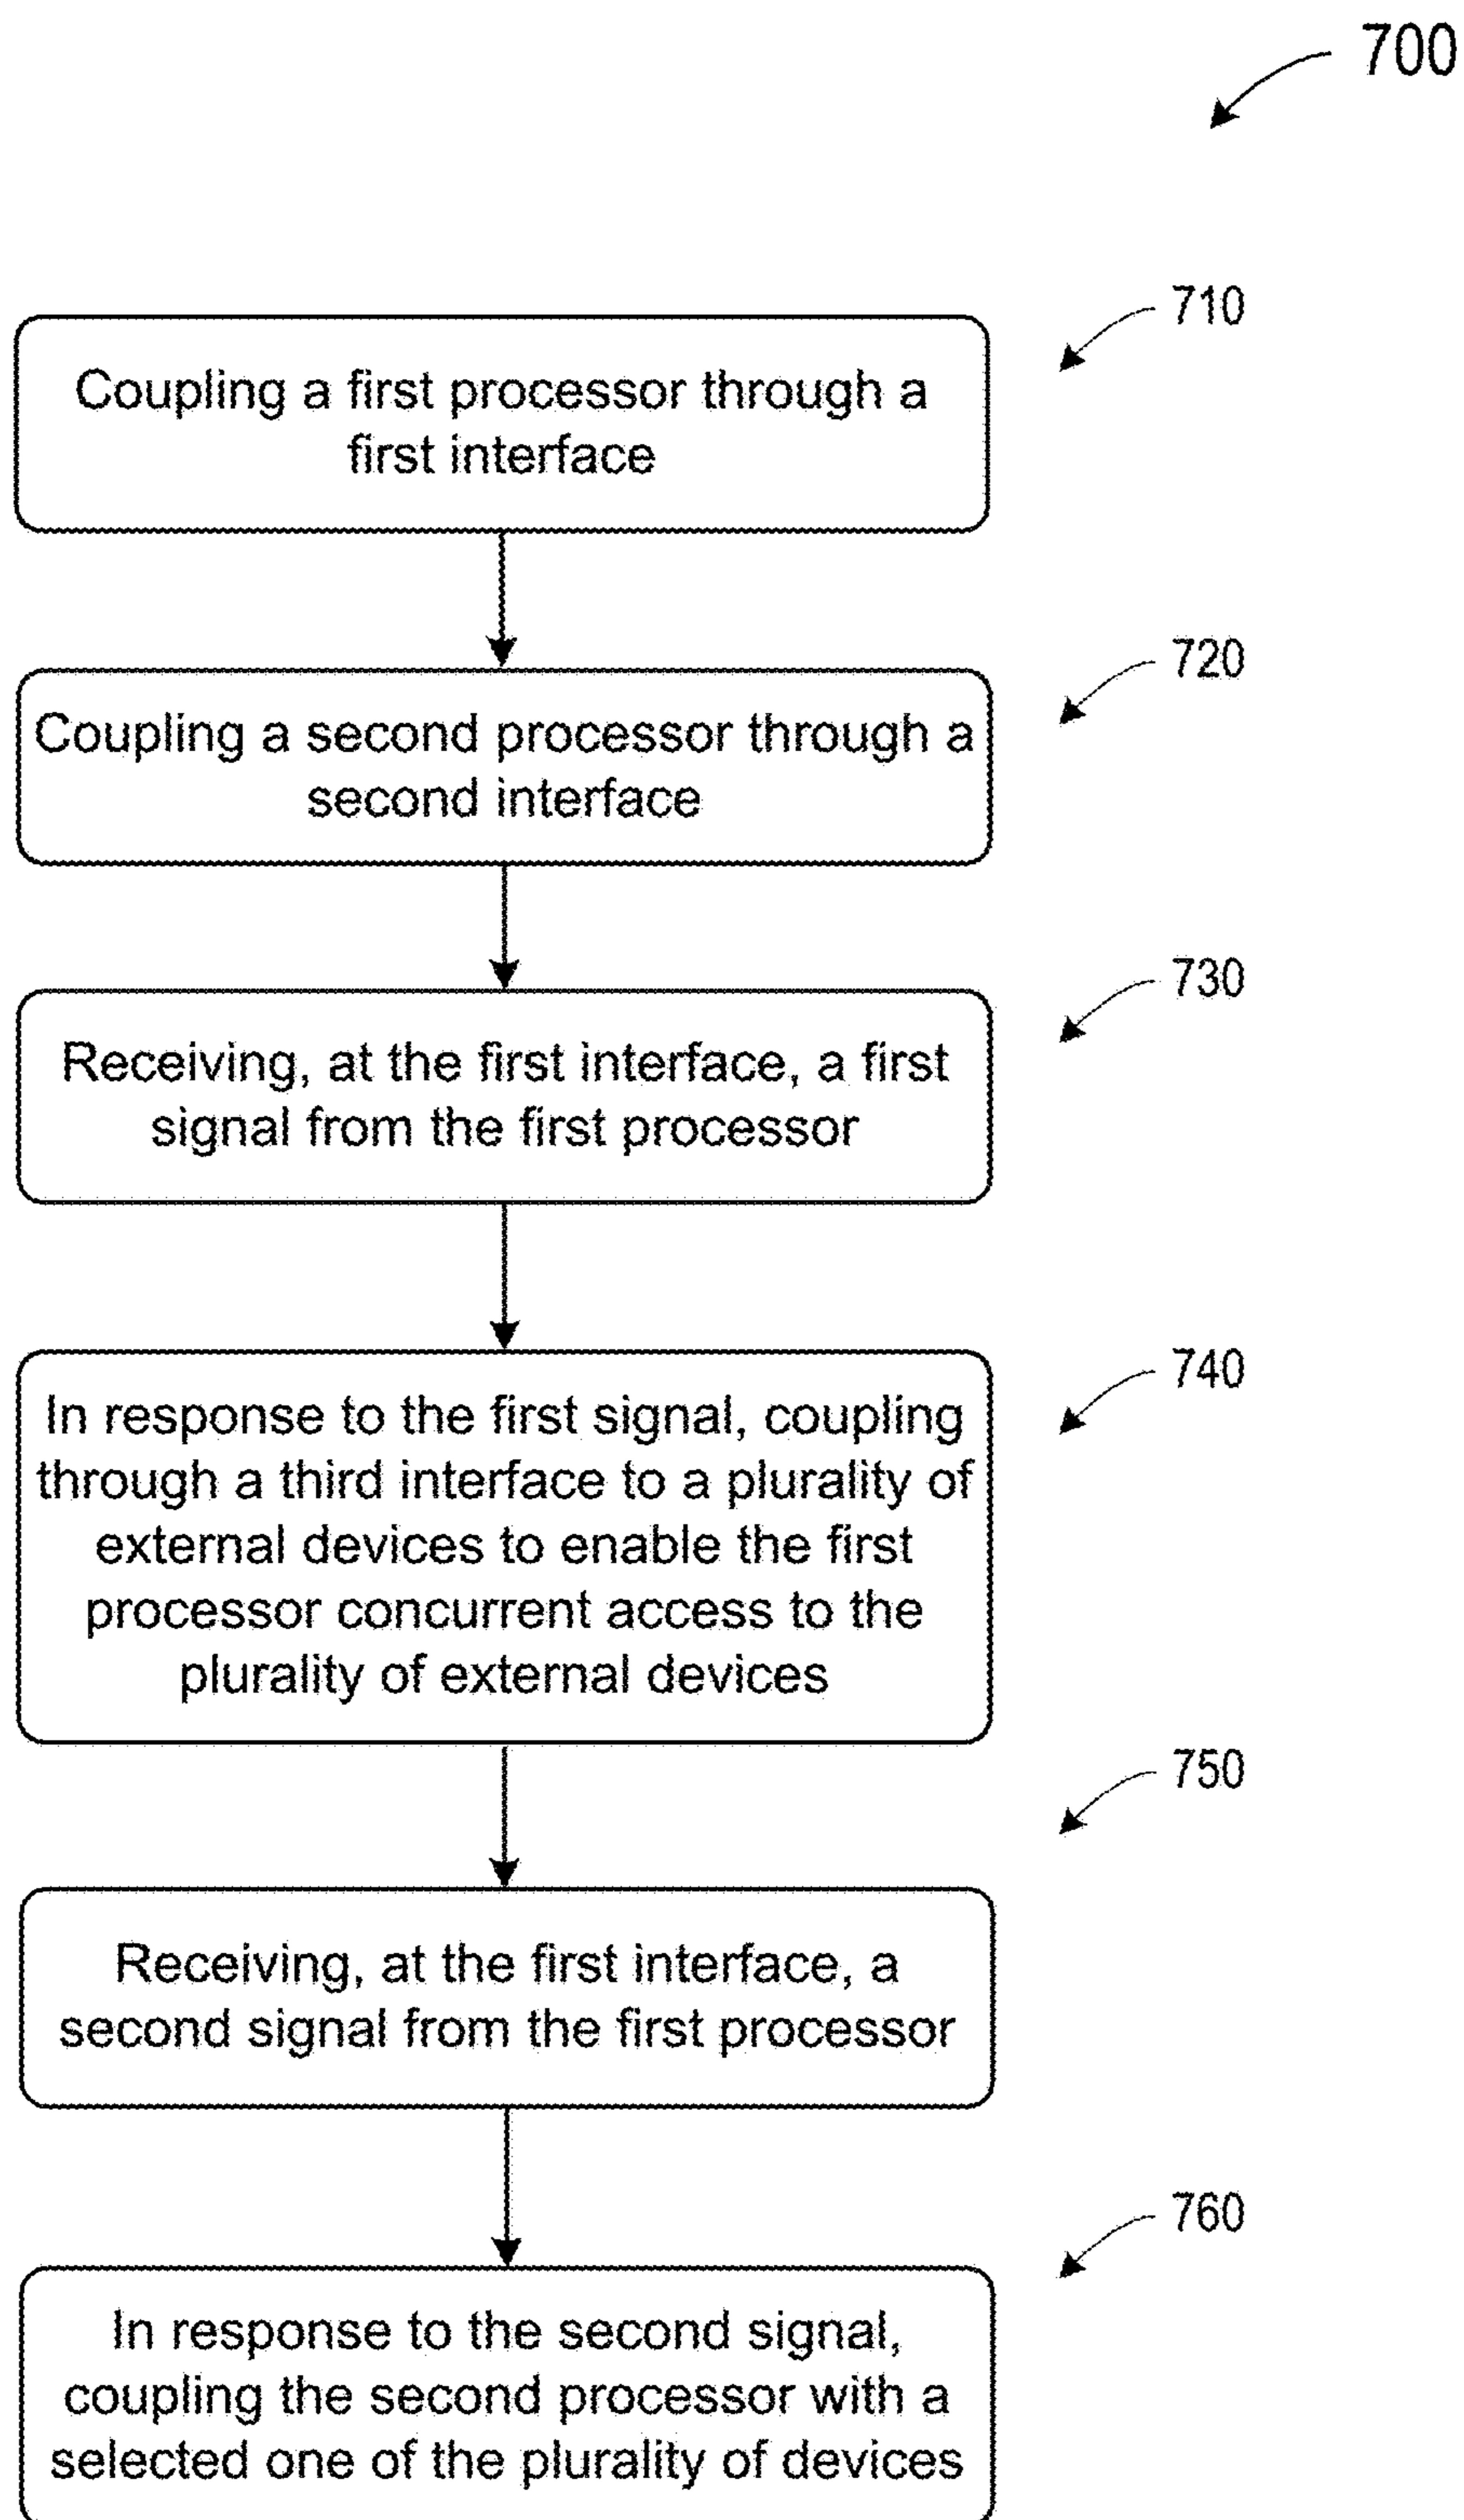 700
710
Coupling a first processor through a
first interface
720
Coupling a second processor through a
second interface
730
Receiving, at the first interface, a first
signal from the first processor
740
In response to the first signal, coupling
through a third interface to a plurality of
external devices to enable the first
processor concurrent access to the
plurality of external devices
750
Receiving, at the first interface, a
second signal from the first processor
760
In response to the second signal,
coupling the second processor with a
selected one of the plurality of devices